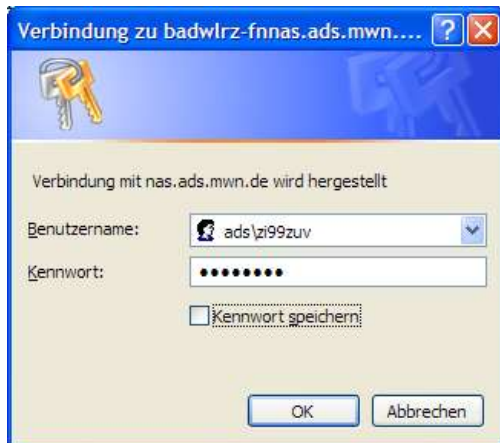 Verbindung zu badwlrz-fnnas.ads.mwn....
Verbindung mit nas.ads.mwn.de wird hergestellt
Benutzername: ads\zi99zuv
Kennwort: ••••••••
Kennwort speichern
OK Abbrechen